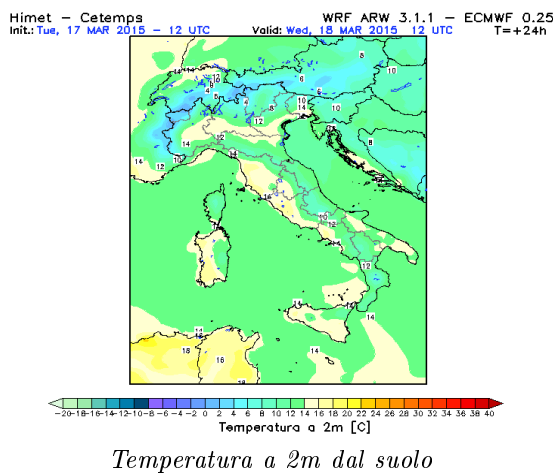 Himet – Cetemps WRF ARW 3.1.1 – ECMWF 0.25
Init.: Tue, 17 MAR 2015 – 12 UTC Valid: Wed, 18 MAR 2015 12 UTC T=+24h
-20 -18 -16 -14 -12 -10 -8 -6 -4 -2 0 2 4 6 8 10 12 14 16 18 20 22 24 26 28 30 32 34 36 38 40
Temperatura a 2m [C]
Temperatura a 2m dal suolo